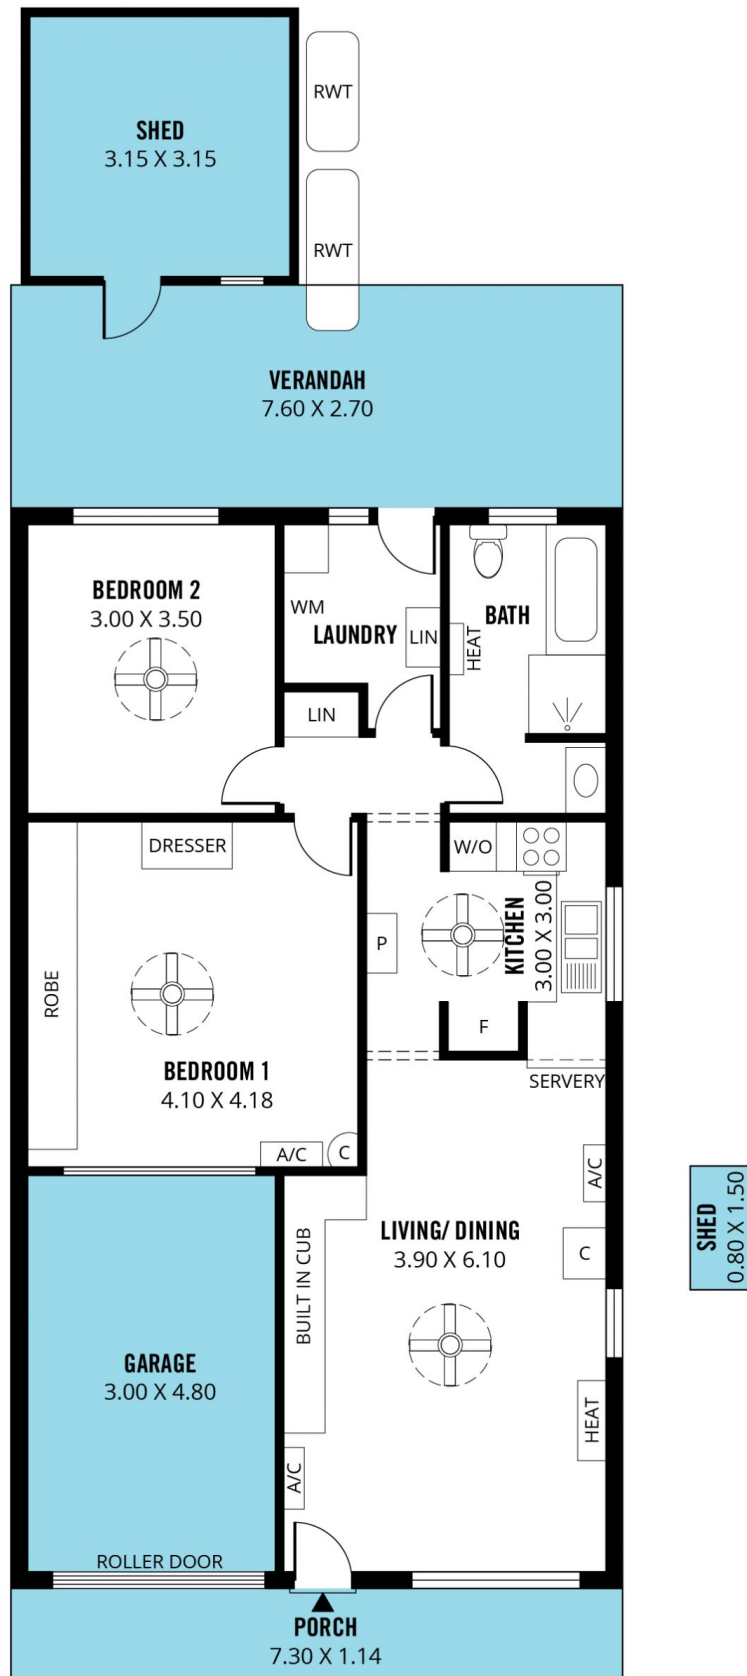 RWT
SHED
3.15 X 3.15
RWT
VERANDAH
7.60 X 2.70
BEDROOM 2
3.00 X 3.50
WM
LAUNDRY
LIN
HEAT
BATH
LIN
DRESSER
W/O
ROBE
P
KITCHEN
3.00 X 3.00
F
BEDROOM 1
4.10 X 4.18
SERVERY
A/C
C
A/C
SHED
0.80 X 1.50
LIVING/ DINING
3.90 X 6.10
C
BUILT IN CUB
GARAGE
3.00 X 4.80
HEAT
A/C
ROLLER DOOR
PORCH
7.30 X 1.14